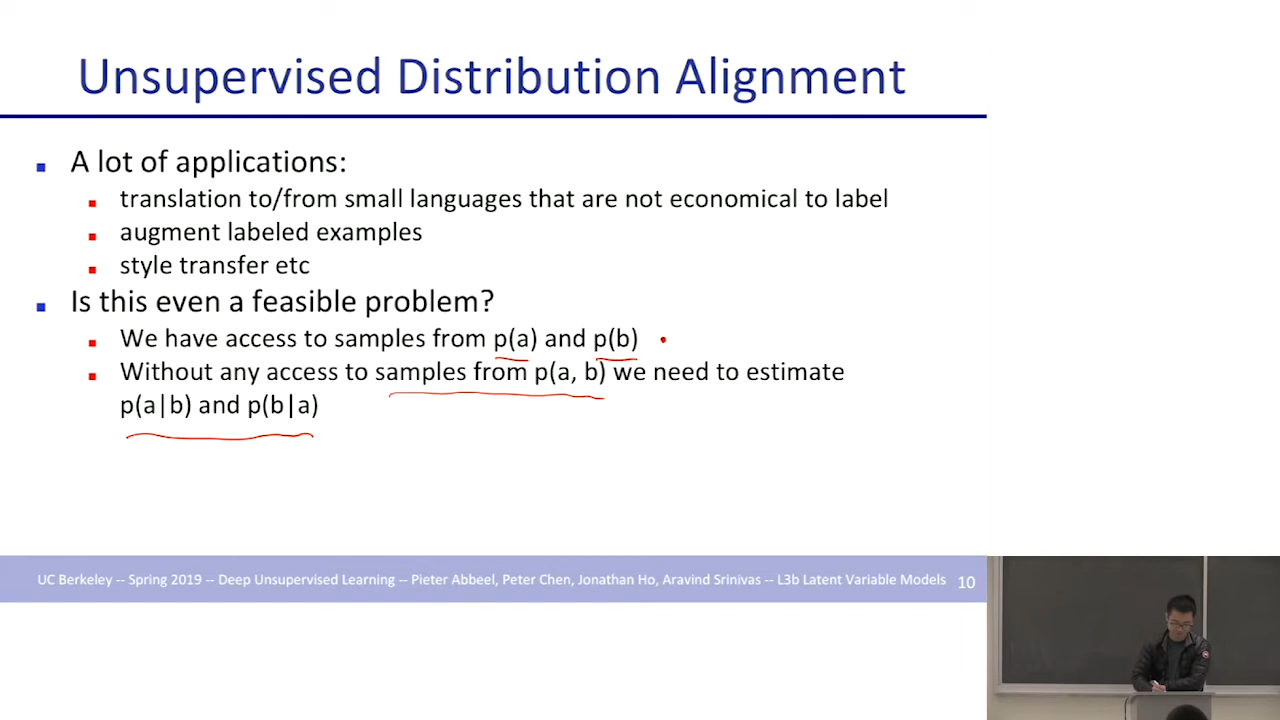 Unsupervised Distribution Alignment
A lot of applications:
translation to/from small languages that are not economical to label
augment labeled examples
style transfer etc
Is this even a feasible problem?
We have access to samples from p(a) and p(b)
Without any access to samples from p(a, b) we need to estimate
p(a|b) and p(b|a)
UC Berkeley -- Spring 2019 -- Deep Unsupervised Learning -- Pieter Abbeel, Peter Chen, Jonathan Ho, Aravind Srinivas -- L3b Latent Variable Models 10